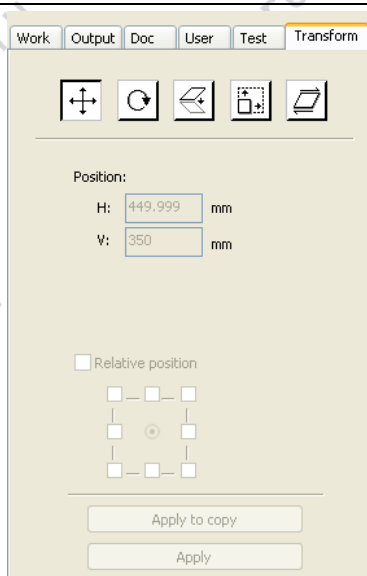 Work Output Doc User Test Transform
Position:
H: 449.999 mm
V: 350 mm
Relative position
Apply to copy
Apply